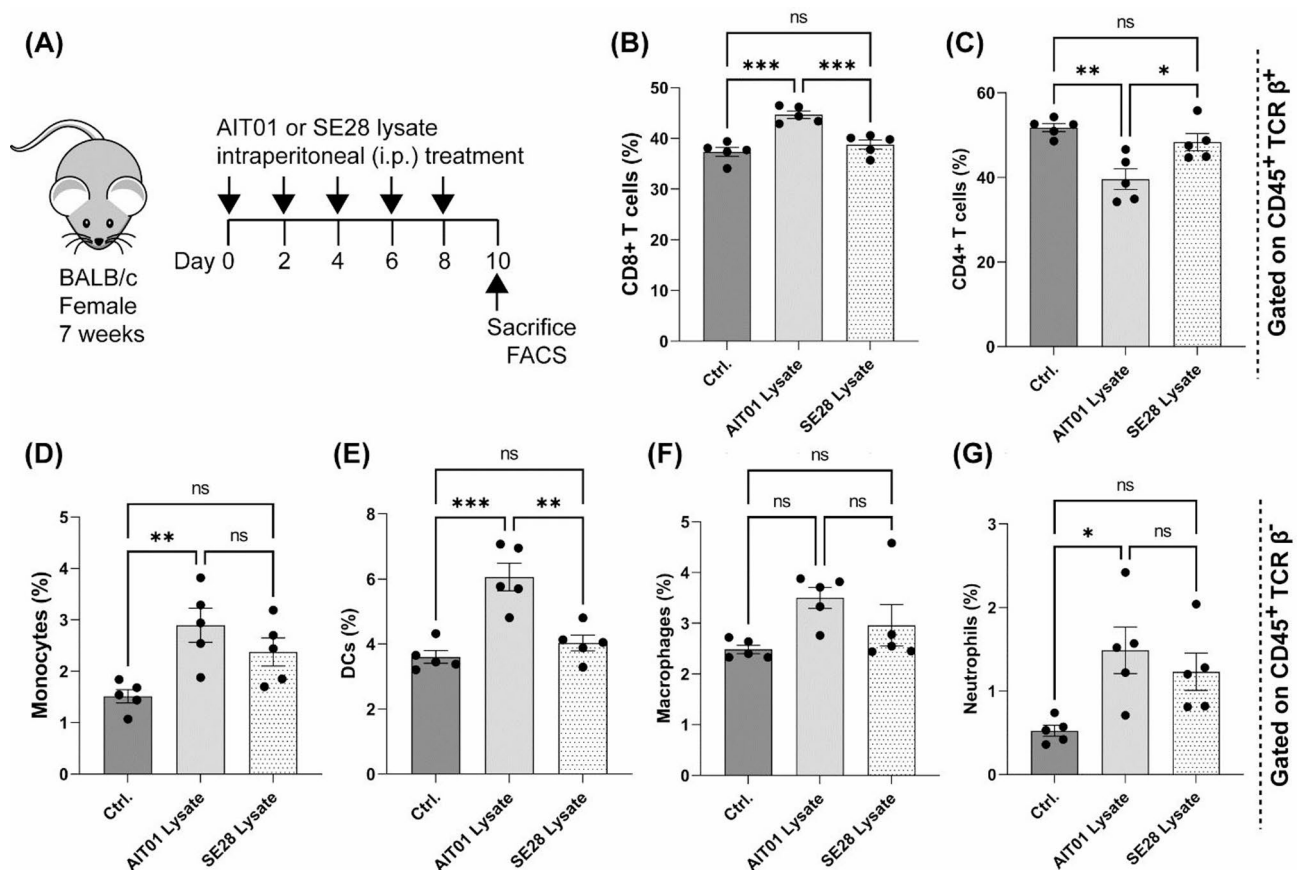 (A)
AIT01 or SE28 lysate
intraperitoneal (i.p.) treatment
Day 0 2 4 6 8 10
BALB/c
Female
7 weeks
Sacrifice
FACS
(B)
ns
*** ***
CD8+ T cells (%)
50
40
30
20
10
0
Ctrl.
AIT01 Lysate
SE28 Lysate
(C)
ns
** *
CD4+ T cells (%)
60
40
20
0
Ctrl.
AIT01 Lysate
SE28 Lysate
Gated on CD45⁺ TCR β⁺
(D)
ns
** ns
Monocytes (%)
5
4
3
2
1
0
Ctrl.
AIT01 Lysate
SE28 Lysate
(E)
ns
*** **
DCs (%)
8
6
4
2
0
Ctrl.
AIT01 Lysate
SE28 Lysate
(F)
ns
ns ns
Macrophages (%)
5
4
3
2
1
0
Ctrl.
AIT01 Lysate
SE28 Lysate
(G)
ns
* ns
Neutrophils (%)
3
2
1
0
Ctrl.
AIT01 Lysate
SE28 Lysate
Gated on CD45⁺ TCR β⁻